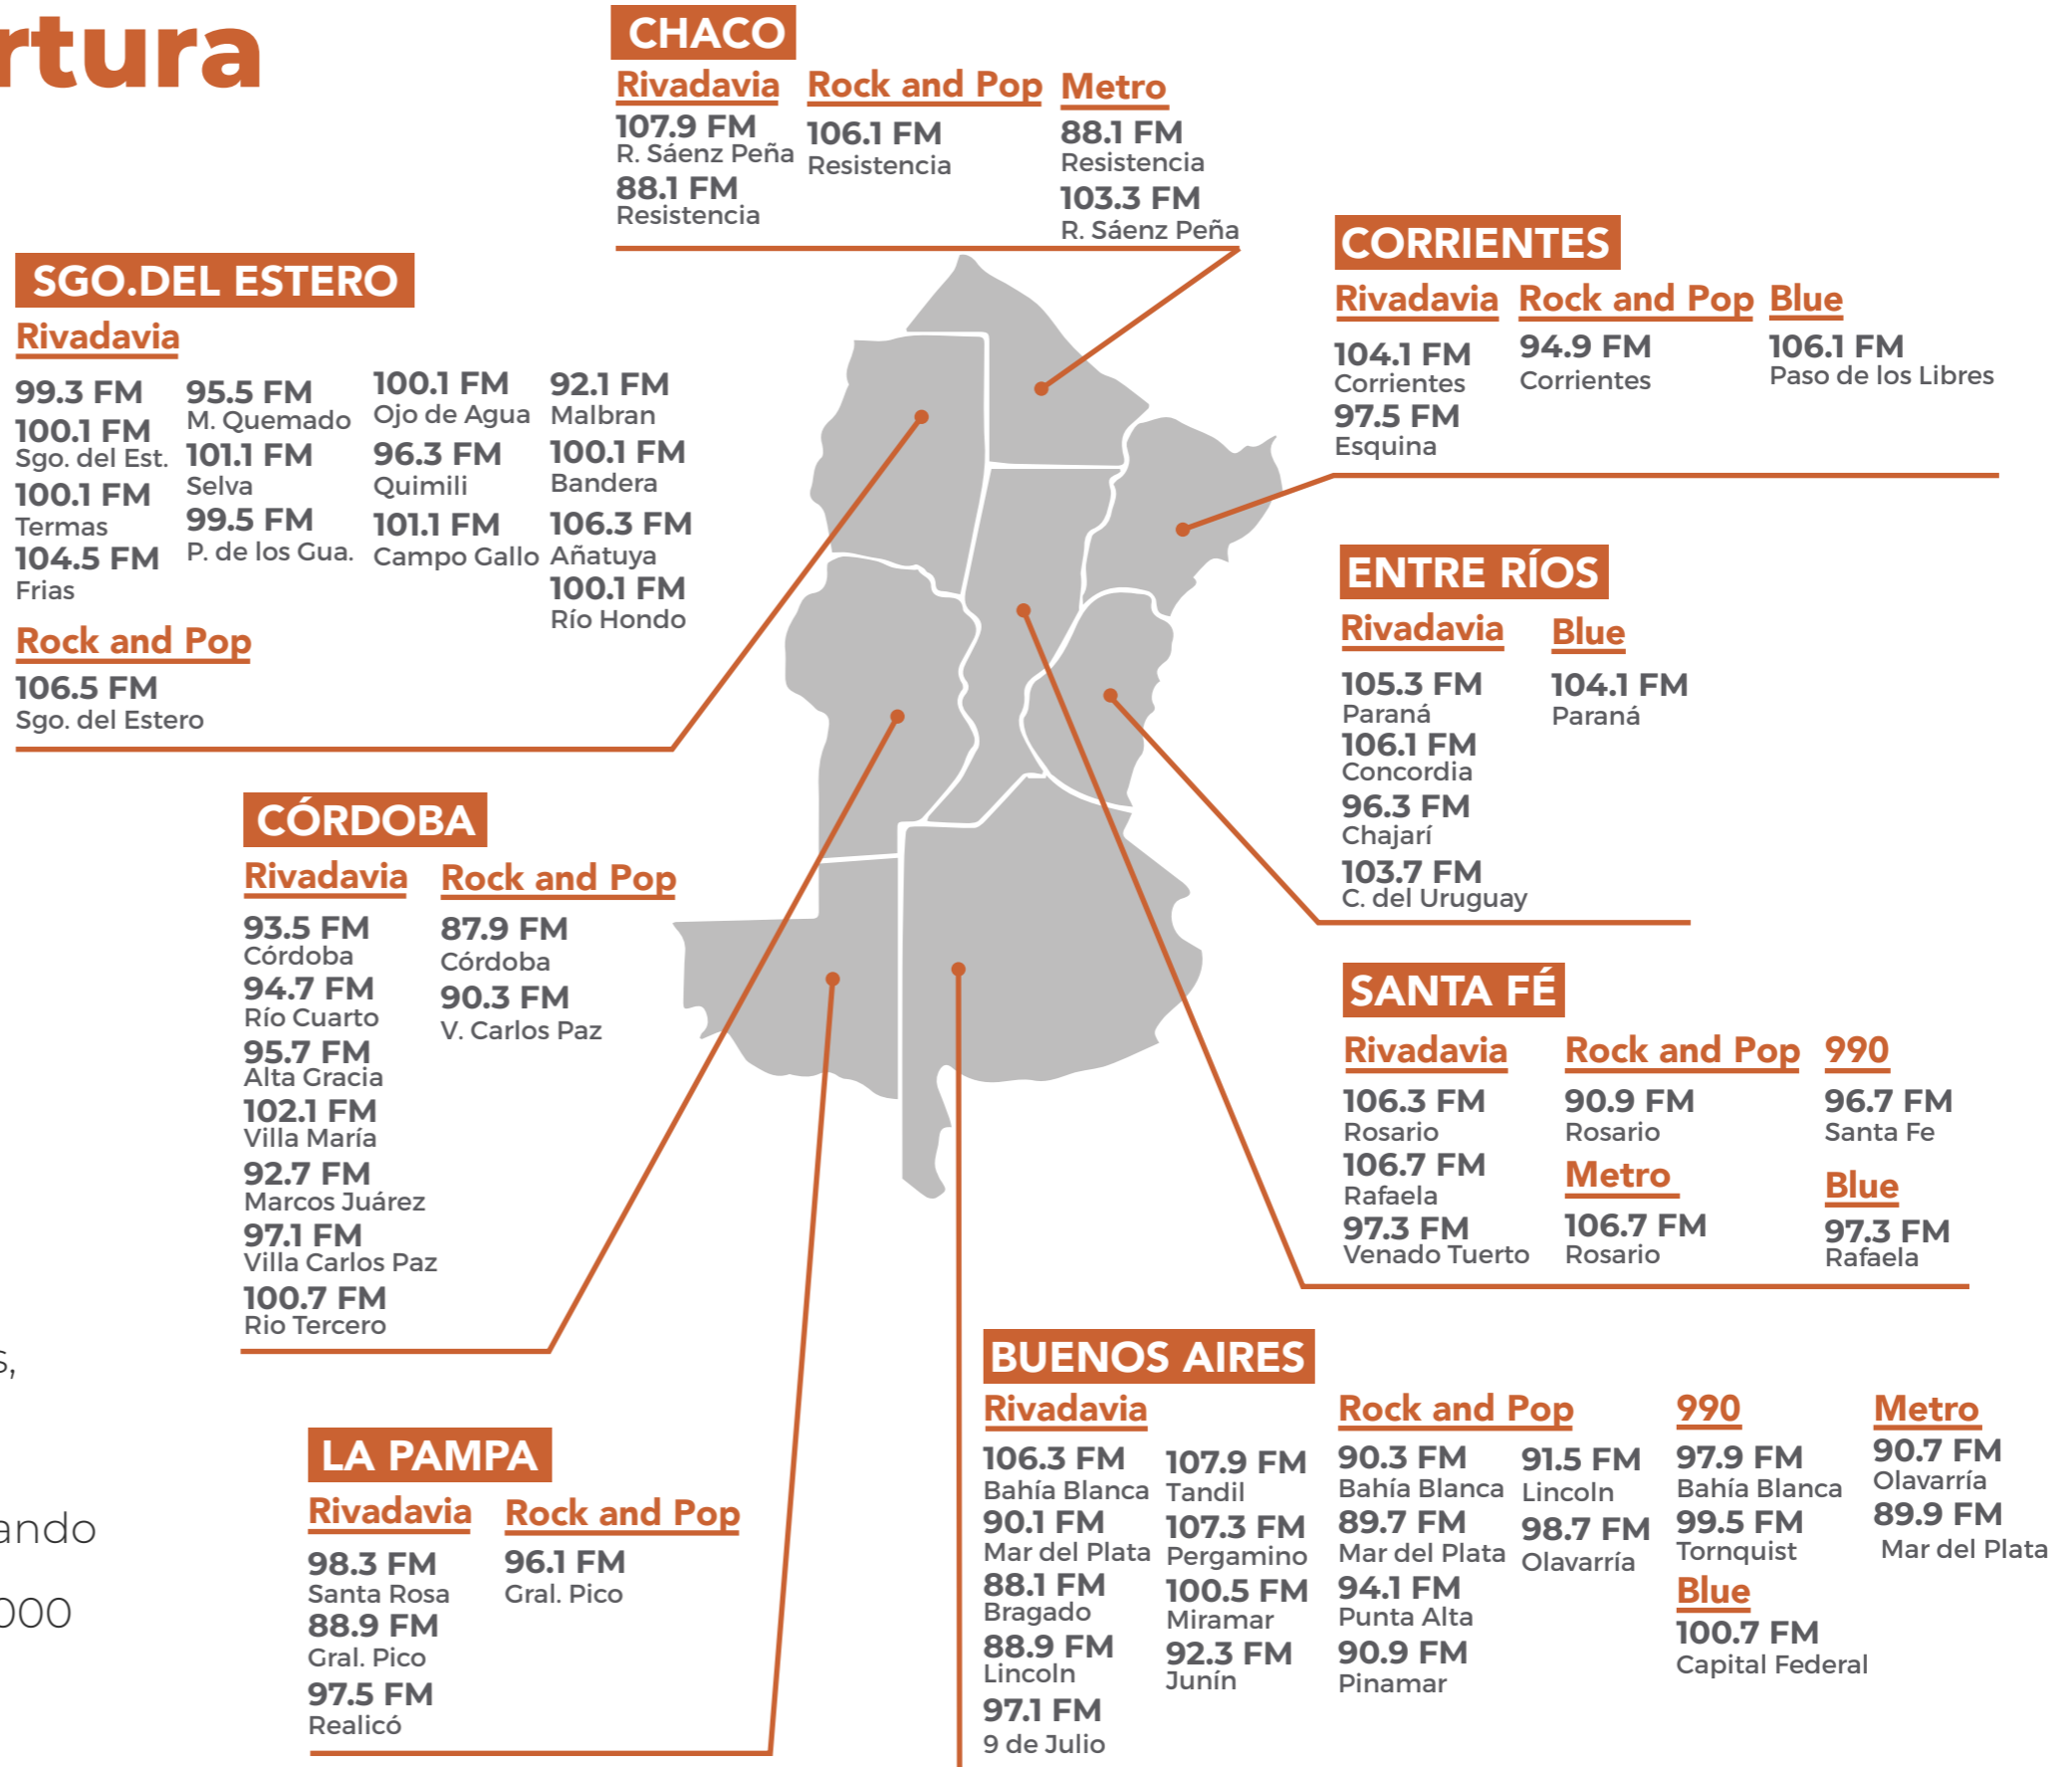 rtura
CHACO
Rivadavia
107.9 FM
R. Sáenz Peña
88.1 FM
Resistencia
Rock and Pop
106.1 FM
Resistencia
Metro
88.1 FM
Resistencia
103.3 FM
R. Sáenz Peña
SGO.DEL ESTERO
Rivadavia
99.3 FM
100.1 FM
Sgo. del Est.
100.1 FM
Termas
104.5 FM
Frias
95.5 FM
M. Quemado
101.1 FM
Selva
99.5 FM
P. de los Gua.
100.1 FM
Ojo de Agua
96.3 FM
Quimili
101.1 FM
Campo Gallo
92.1 FM
Malbran
100.1 FM
Bandera
106.3 FM
Añatuya
100.1 FM
Río Hondo
Rock and Pop
106.5 FM
Sgo. del Estero
CORRIENTES
Rivadavia
104.1 FM
Corrientes
97.5 FM
Esquina
Rock and Pop
94.9 FM
Corrientes
Blue
106.1 FM
Paso de los Libres
ENTRE RÍOS
Rivadavia
105.3 FM
Paraná
106.1 FM
Concordia
96.3 FM
Chajarí
103.7 FM
C. del Uruguay
Blue
104.1 FM
Paraná
CÓRDOBA
Rivadavia
93.5 FM
Córdoba
94.7 FM
Río Cuarto
95.7 FM
Alta Gracia
102.1 FM
Villa María
92.7 FM
Marcos Juárez
97.1 FM
Villa Carlos Paz
100.7 FM
Rio Tercero
Rock and Pop
87.9 FM
Córdoba
90.3 FM
V. Carlos Paz
SANTA FÉ
Rivadavia
106.3 FM
Rosario
106.7 FM
Rafaela
97.3 FM
Venado Tuerto
Rock and Pop
90.9 FM
Rosario
Metro
106.7 FM
Rosario
990
96.7 FM
Santa Fe
Blue
97.3 FM
Rafaela
s,
ando
000
LA PAMPA
Rivadavia
98.3 FM
Santa Rosa
88.9 FM
Gral. Pico
97.5 FM
Realicó
Rock and Pop
96.1 FM
Gral. Pico
BUENOS AIRES
Rivadavia
106.3 FM
Bahía Blanca
90.1 FM
Mar del Plata
88.1 FM
Bragado
88.9 FM
Lincoln
97.1 FM
9 de Julio
107.9 FM
Tandil
107.3 FM
Pergamino
100.5 FM
Miramar
92.3 FM
Junín
Rock and Pop
90.3 FM
Bahía Blanca
89.7 FM
Mar del Plata
94.1 FM
Punta Alta
90.9 FM
Pinamar
91.5 FM
Lincoln
98.7 FM
Olavarría
990
97.9 FM
Bahía Blanca
99.5 FM
Tornquist
Blue
100.7 FM
Capital Federal
Metro
90.7 FM
Olavarría
89.9 FM
Mar del Plata